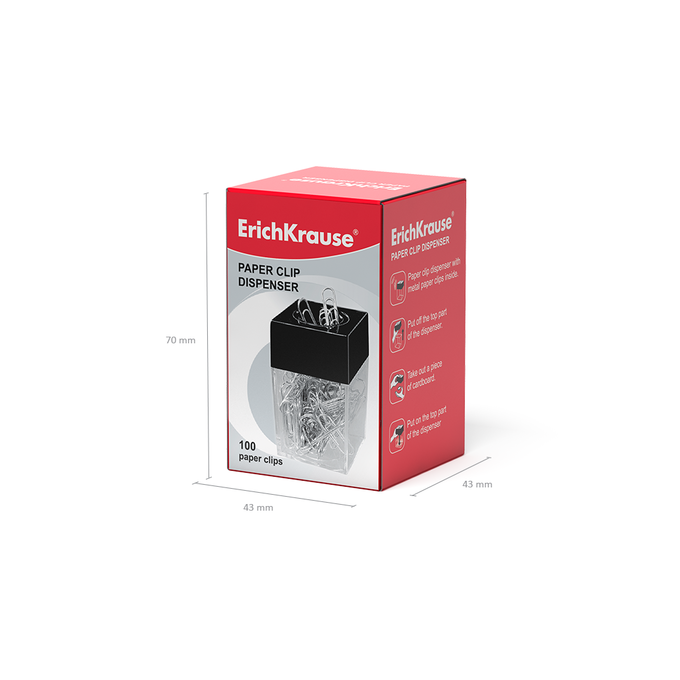 ErichKrause®
PAPER CLIP
DISPENSER
100
paper clips
ErichKrause®
PAPER CLIP DISPENSER
Paper clip dispenser with
metal paper clips inside.
Put off the top part
of the dispenser.
Take out a piece
of cardboard.
Put on the top part
of the dispenser
ErichKrause
70 mm
43 mm
43 mm